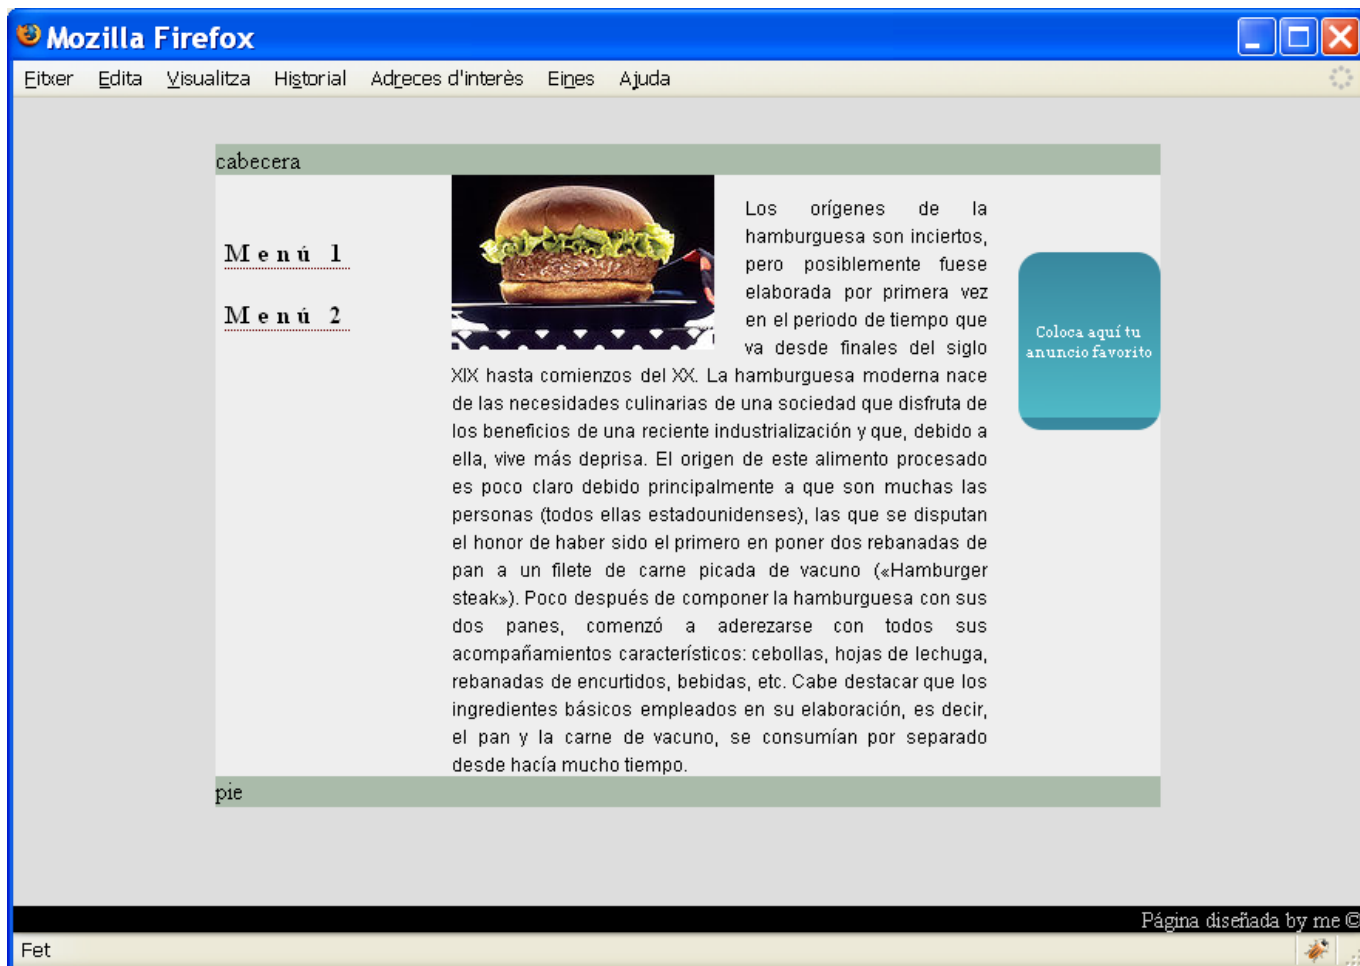 Mozilla Firefox
Fitxer Edita Visualitza Historial Adreces d'interès Eines Ajuda
cabecera
Menú 1
Menú 2
Los orígenes de la
hamburguesa son inciertos,
pero posiblemente fuese
elaborada por primera vez
en el periodo de tiempo que
va desde finales del siglo
XIX hasta comienzos del XX. La hamburguesa moderna nace
de las necesidades culinarias de una sociedad que disfruta de
los beneficios de una reciente industrialización y que, debido a
ella, vive más deprisa. El origen de este alimento procesado
es poco claro debido principalmente a que son muchas las
personas (todos ellas estadounidenses), las que se disputan
el honor de haber sido el primero en poner dos rebanadas de
pan a un filete de carne picada de vacuno («Hamburger
steak»). Poco después de componer la hamburguesa con sus
dos panes, comenzó a aderezarse con todos sus
acompañamientos característicos: cebollas, hojas de lechuga,
rebanadas de encurtidos, bebidas, etc. Cabe destacar que los
ingredientes básicos empleados en su elaboración, es decir,
el pan y la carne de vacuno, se consumían por separado
desde hacía mucho tiempo.
Coloca aquí tu
anuncio favorito
pie
Página diseñada by me ©
Fet